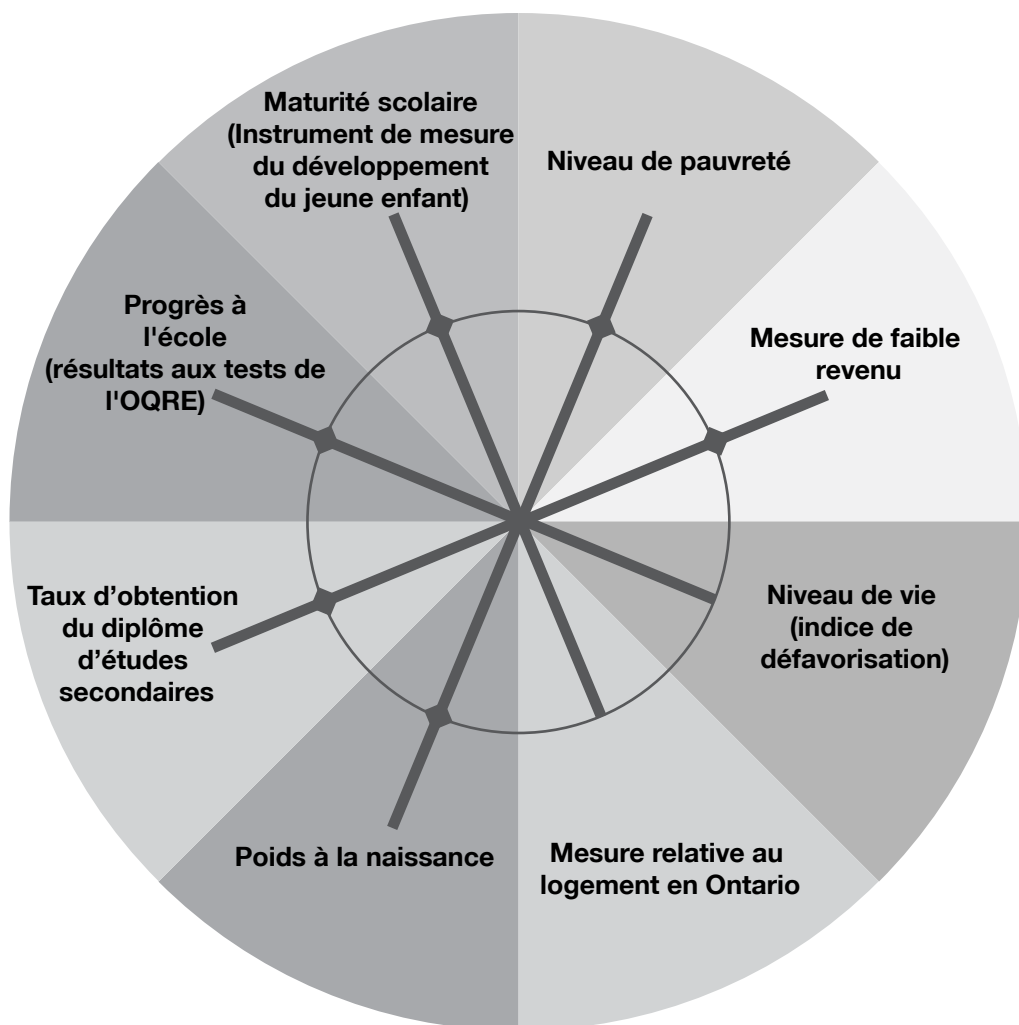 Maturité scolaire
(Instrument de mesure
du développement
du jeune enfant)
Niveau de pauvreté
Mesure de faible
revenu
Niveau de vie
(indice de
défavorisation)
Mesure relative au
logement en Ontario
Poids à la naissance
Taux d’obtention
du diplôme
d’études
secondaires
Progrès à
l'école
(résultats aux tests de
l'OQRE)